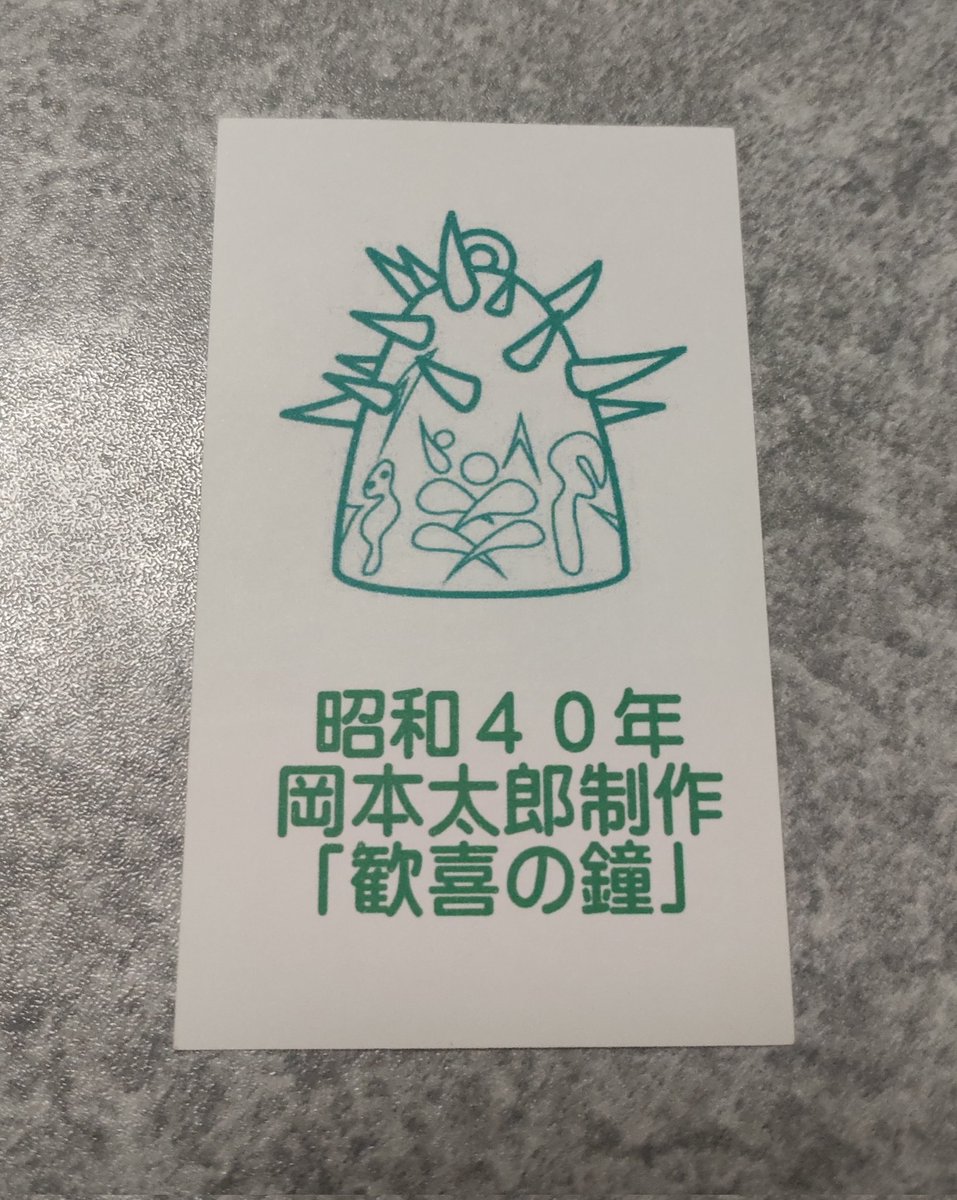 昭和４０年
岡本太郎制作
「歓喜の鐘」